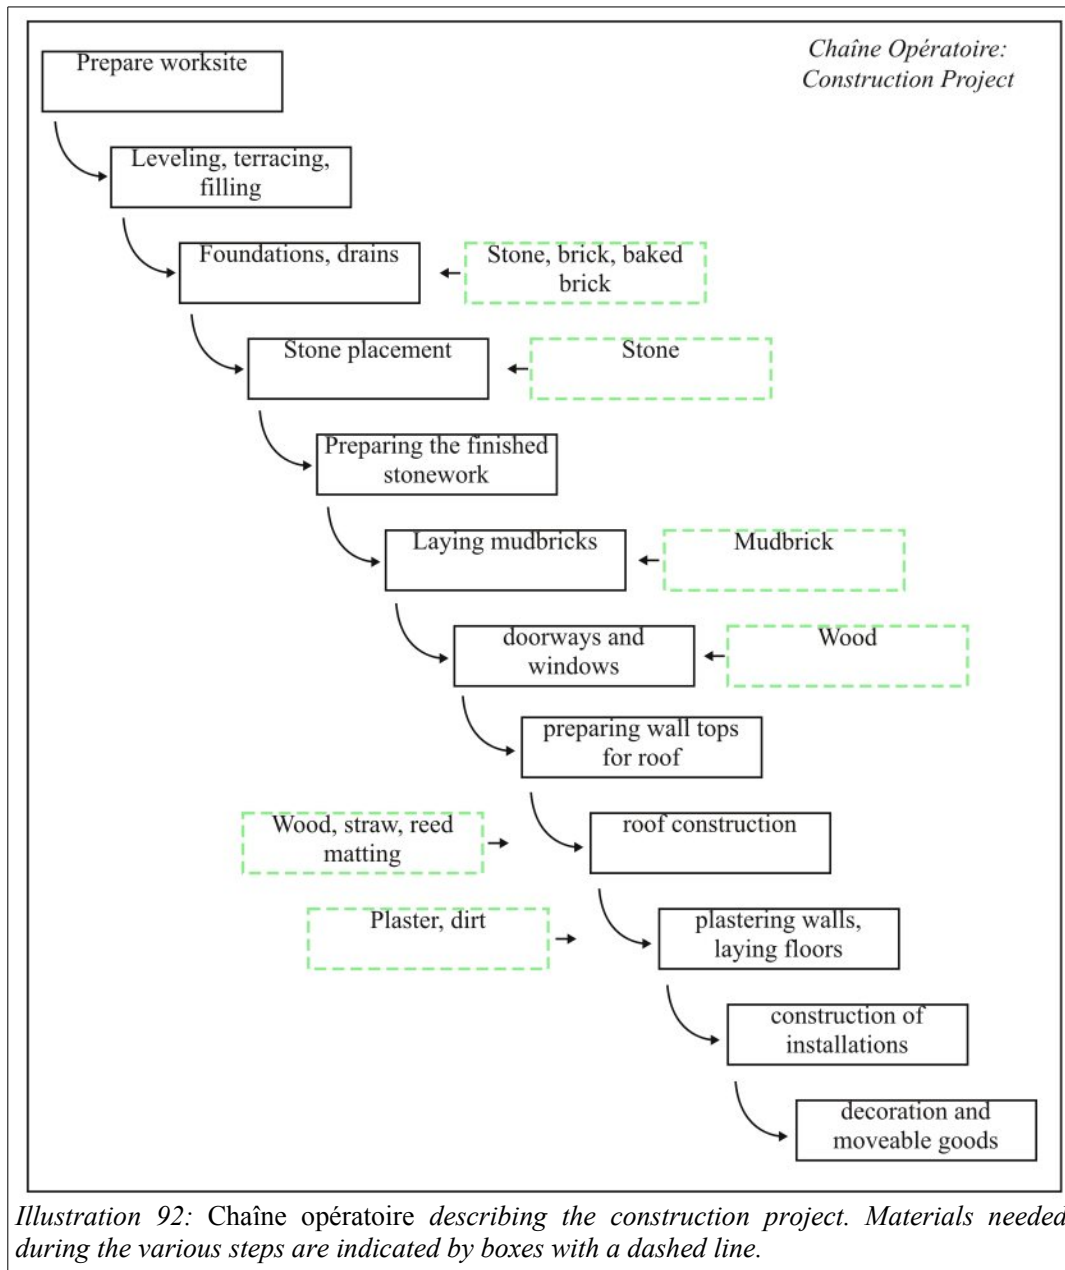 Chaîne Opératoire:
Construction Project
Prepare worksite
Leveling, terracing,
filling
Foundations, drains
Stone, brick, baked
brick
Stone placement
Stone
Preparing the finished
stonework
Laying mudbricks
Mudbrick
doorways and
windows
Wood
preparing wall tops
for roof
Wood, straw, reed
matting
roof construction
Plaster, dirt
plastering walls,
laying floors
construction of
installations
decoration and
moveable goods
Illustration 92: Chaîne opératoire describing the construction project. Materials needed
during the various steps are indicated by boxes with a dashed line.